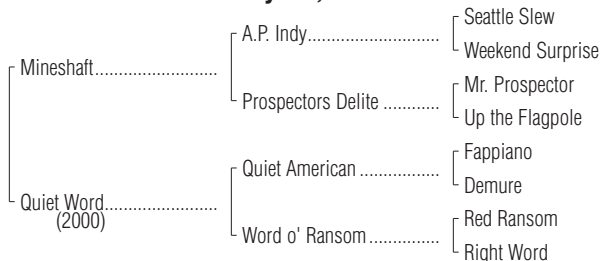 Seattle Slew
A.P. Indy............................
Weekend Surprise
Mineshaft..........................
Mr. Prospector
Prospectors Delite ............
Up the Flagpole
Fappiano
Quiet American .................
Demure
Quiet Word........................
(2000)
Red Ransom
Word o' Ransom ...............
Right Word